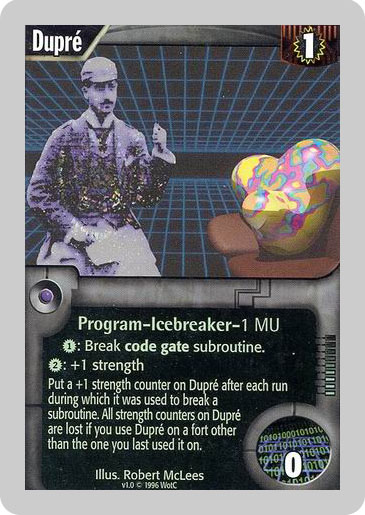 Dupré
1
Program-Icebreaker-1 MU
1: Break code gate subroutine.
2: +1 strength
Put a +1 strength counter on Dupré after each run
during which it was used to break a
subroutine. All strength counters on Dupré
are lost if you use Dupré on a fort other
than the one you last used it on.
0
Illus. Robert McLees
v1.0 © 1996 WotC